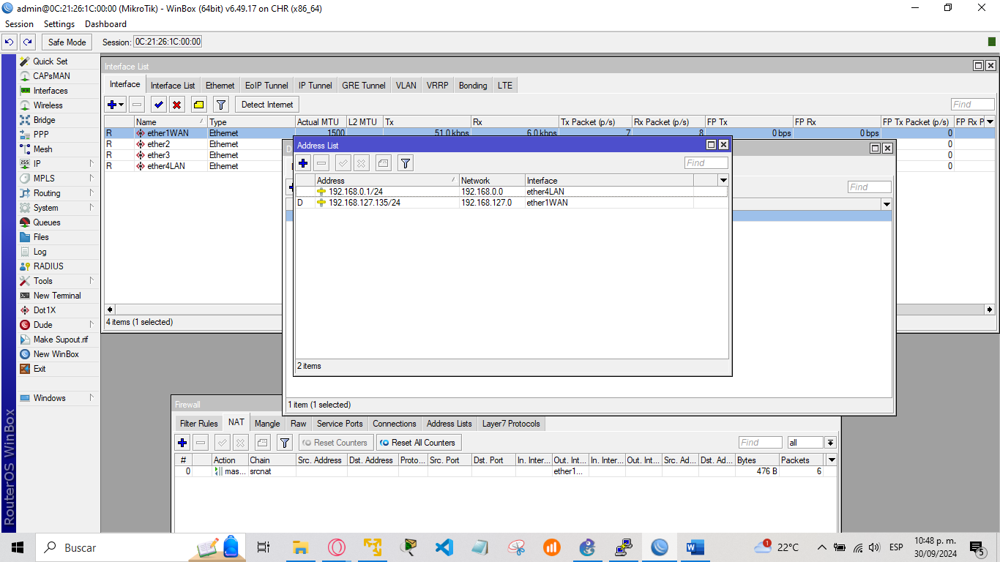 admin@0C:21:26:1C:00:00 (MikroTik) - WinBox (64bit) v6.49.17 on CHR (x86_64)
Session Settings Dashboard
Safe Mode Session: 0C:21:26:1C:00:00
Quick Set
CAPsMAN
Interfaces
Wireless
Bridge
PPP
Mesh
IP
MPLS
Routing
System
Queues
Files
Log
RADIUS
Tools
New Terminal
Dot1X
Dude
Make Supout.rif
New WinBox
Exit
Windows
RouterOS WinBox
Interface List
Interface Interface List Ethernet EoIP Tunnel IP Tunnel GRE Tunnel VLAN VRRP Bonding LTE
Detect Internet Find
Name Type Actual MTU L2 MTU Tx Rx Tx Packet (p/s) Rx Packet (p/s) FP Tx FP Rx FP Tx Packet (p/s) FP Rx P
R ether1WAN Ethernet 1500 51.0 kbps 6.0 kbps 7 8 0 bps 0 bps 0
R ether2 Ethernet 0
R ether3 Ethernet 0
R ether4LAN Ethernet 0
4 items (1 selected)
Address List
Find
Address Network Interface
192.168.0.1/24 192.168.0.0 ether4LAN
D 192.168.127.135/24 192.168.127.0 ether1WAN
2 items
Find
1 item (1 selected)
Firewall
Filter Rules NAT Mangle Raw Service Ports Connections Address Lists Layer7 Protocols
Reset Counters Reset All Counters Find all
# Action Chain Src. Address Dst. Address Proto... Src. Port Dst. Port In. Inter... Out. Int... In. Inter... Out. Int... Src. Ad... Dst. Ad... Bytes Packets
0 mas... srcnat ether1... 476 B 6
Buscar
1 22°C ESP 10:48 p. m.
30/09/2024 5